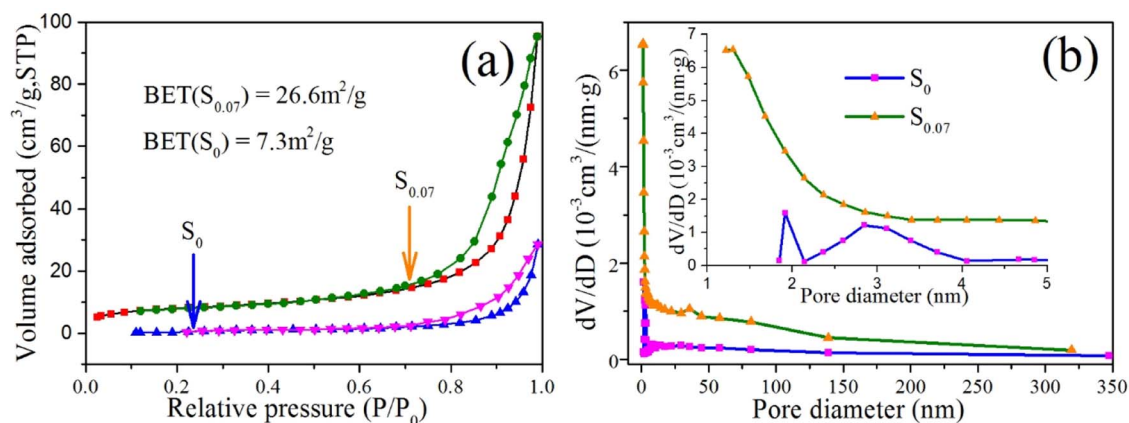 (a)
Volume adsorbed (cm³/g,STP)
100
80
60
40
20
0
BET(S₀.₀₇) = 26.6m²/g
BET(S₀) = 7.3m²/g
S₀.₀₇
S₀
0.0 0.2 0.4 0.6 0.8 1.0
Relative pressure (P/P₀)
(b)
dV/dD (10⁻³cm³/(nm·g)
6
4
2
0
dV/dD (10⁻³ cm³/(nm·g)
7
6
5
4
3
2
1
0
1 2 3 4 5
Pore diameter (nm)
S₀
S₀.₀₇
0 50 100 150 200 250 300 350
Pore diameter (nm)